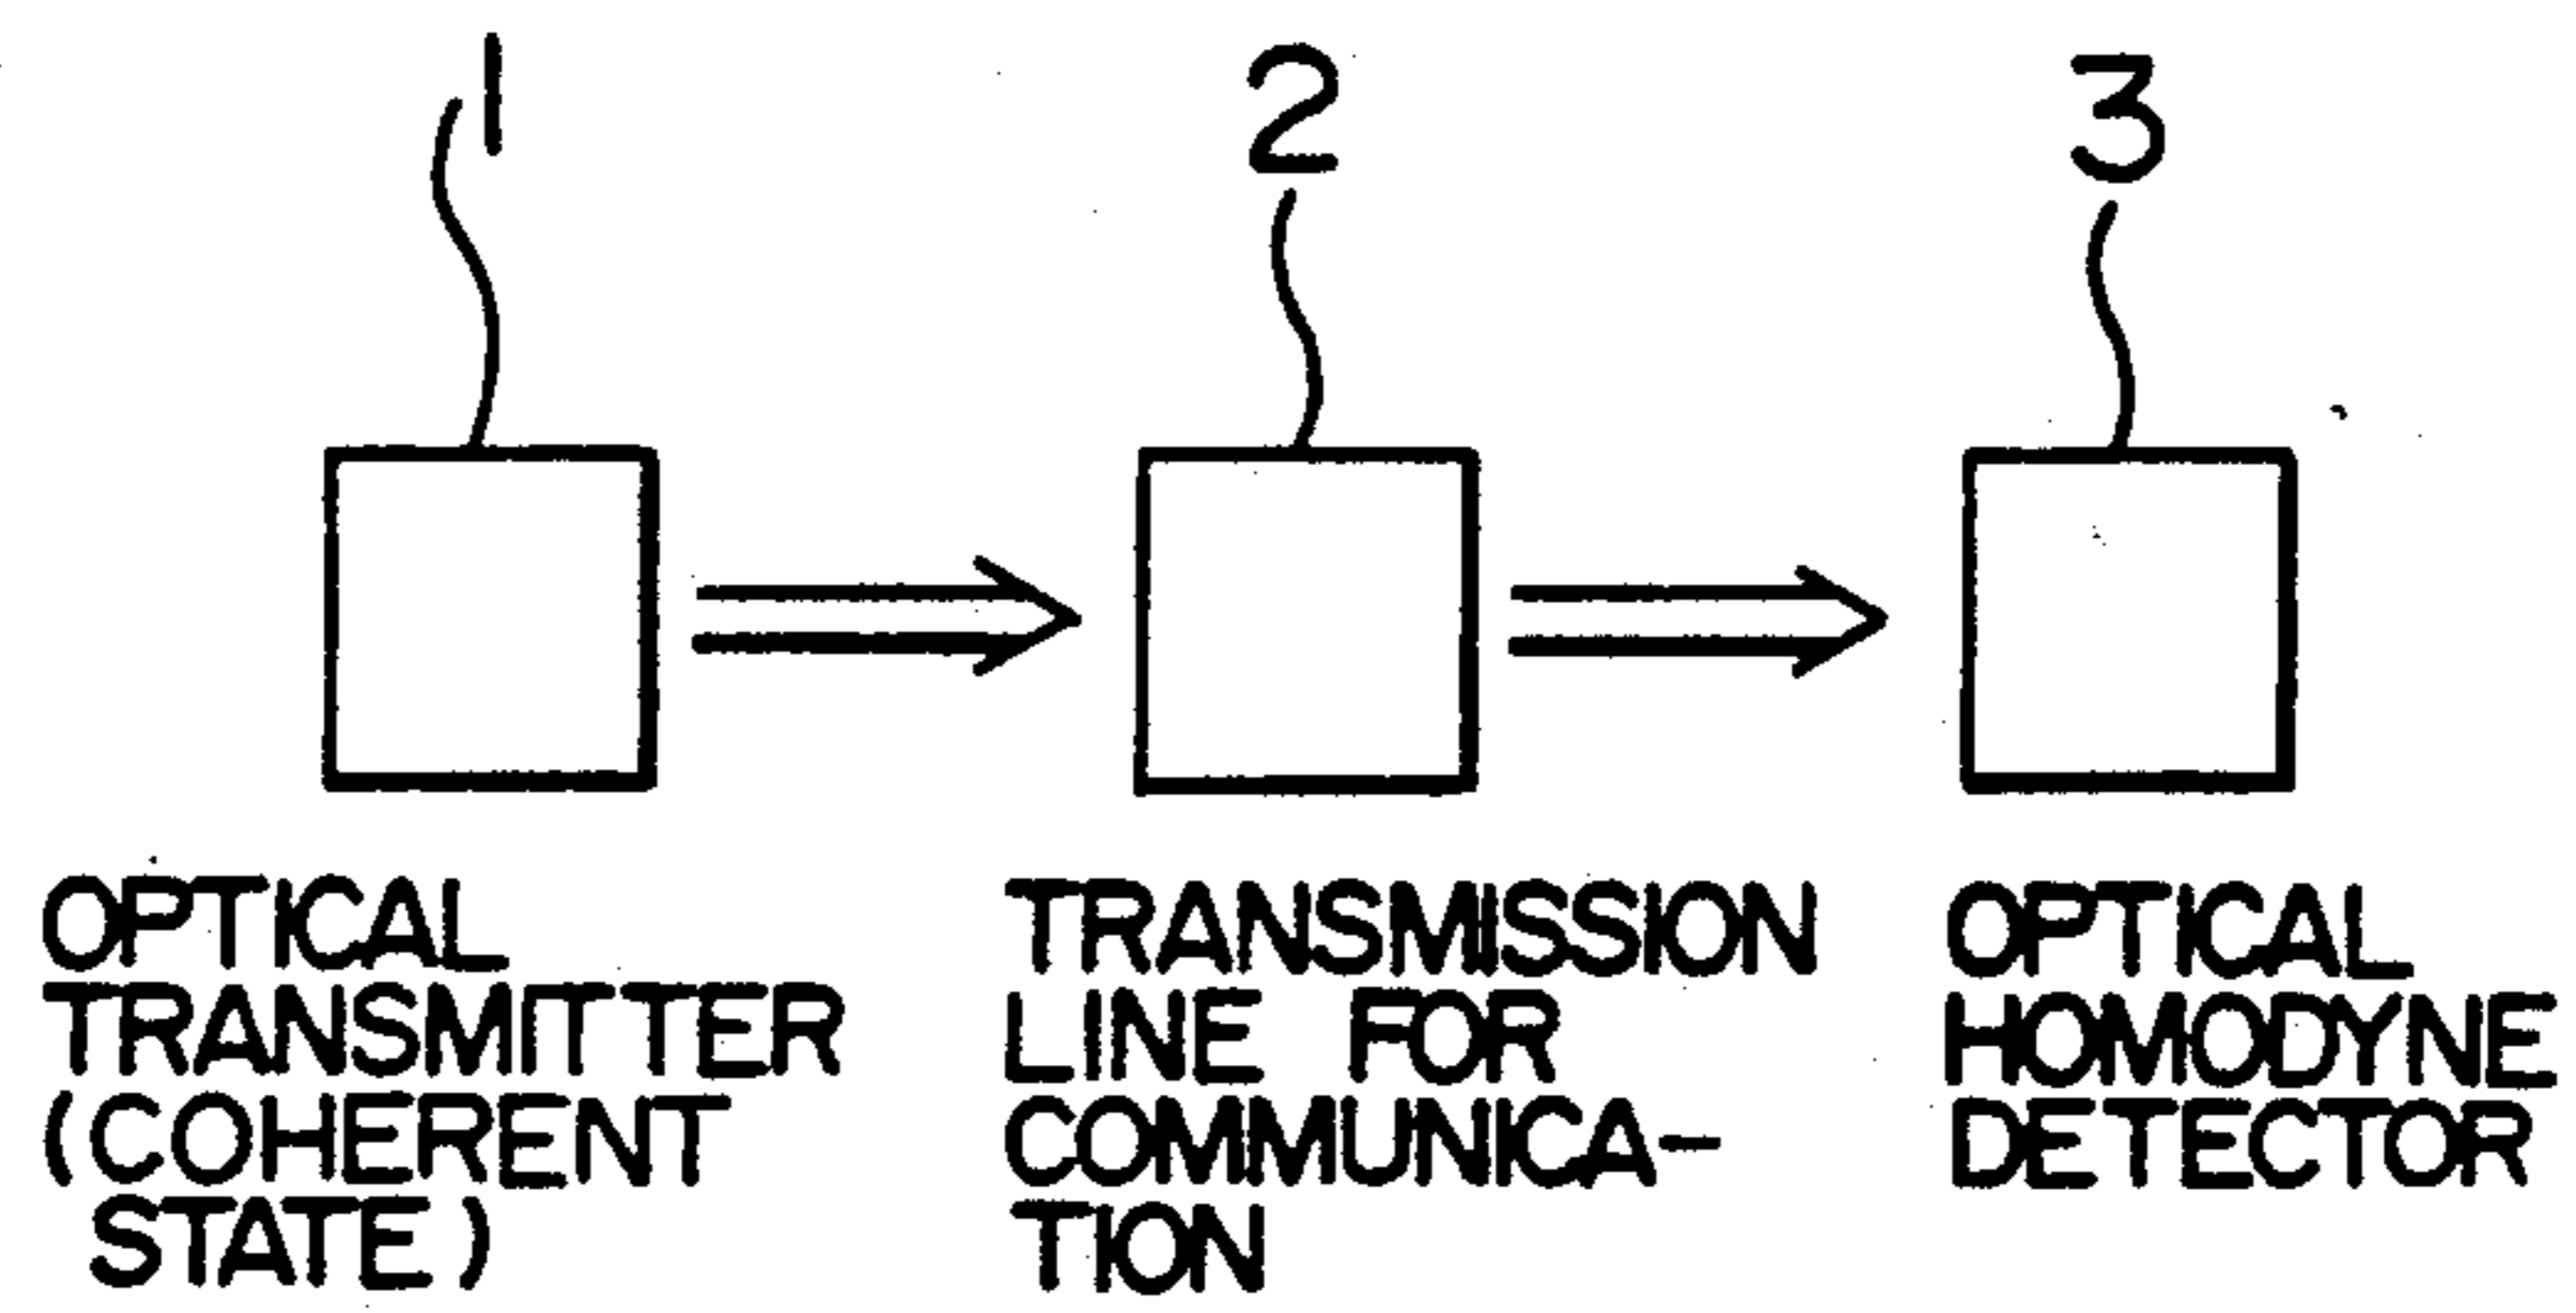 1
2
3
OPTICAL
TRANSMITTER
(COHERENT
STATE)
TRANSMISSION
LINE FOR
COMMUNICA-
TION
OPTICAL
HOMODYNE
DETECTOR